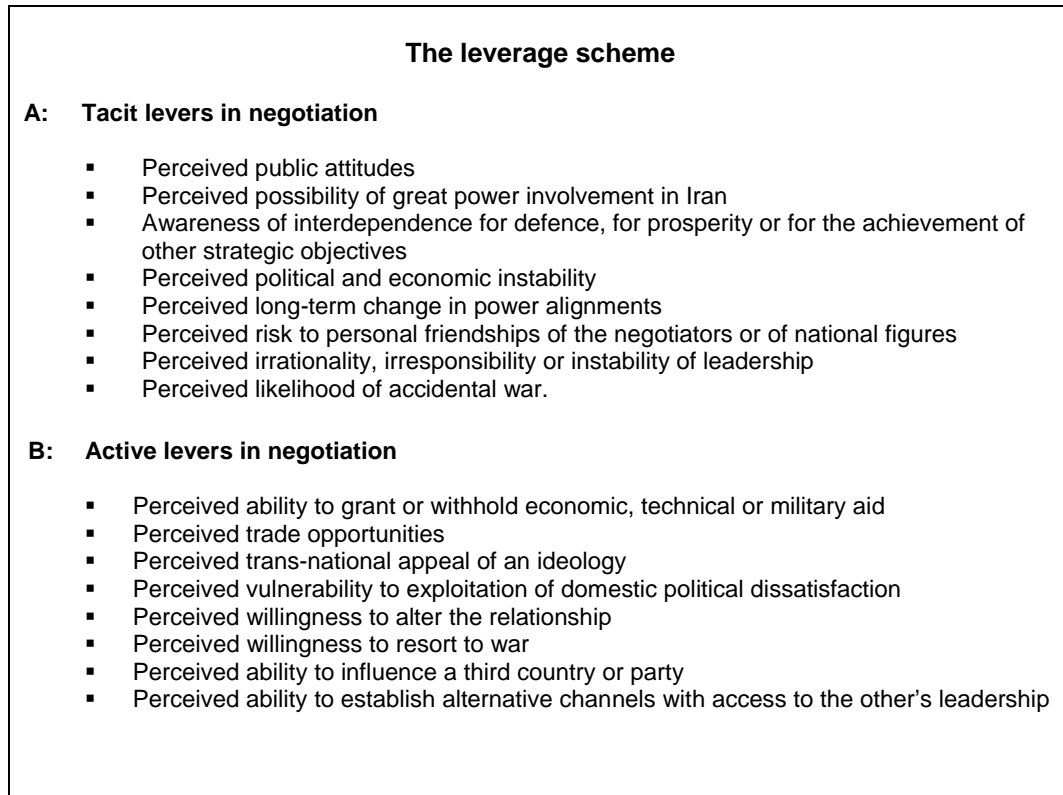 The leverage scheme
A: Tacit levers in negotiation
▪ Perceived public attitudes
▪ Perceived possibility of great power involvement in Iran
▪ Awareness of interdependence for defence, for prosperity or for the achievement of
other strategic objectives
▪ Perceived political and economic instability
▪ Perceived long-term change in power alignments
▪ Perceived risk to personal friendships of the negotiators or of national figures
▪ Perceived irrationality, irresponsibility or instability of leadership
▪ Perceived likelihood of accidental war.
B: Active levers in negotiation
▪ Perceived ability to grant or withhold economic, technical or military aid
▪ Perceived trade opportunities
▪ Perceived trans-national appeal of an ideology
▪ Perceived vulnerability to exploitation of domestic political dissatisfaction
▪ Perceived willingness to alter the relationship
▪ Perceived willingness to resort to war
▪ Perceived ability to influence a third country or party
▪ Perceived ability to establish alternative channels with access to the other’s leadership